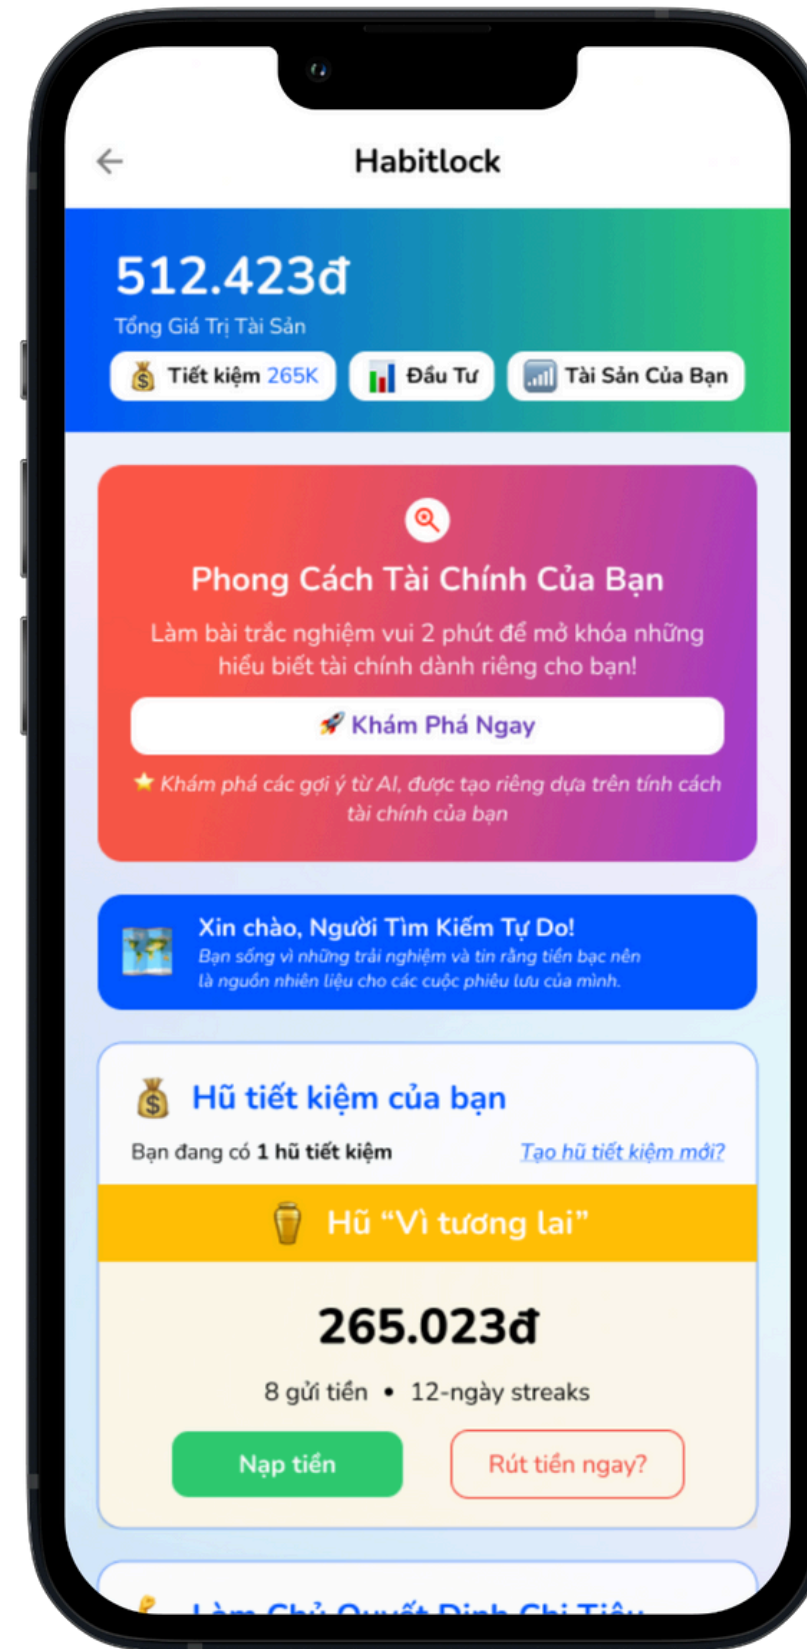 Habitlock
512.423đ
Tổng Giá Trị Tài Sản
Tiết kiệm 265K
Đầu Tư
Tài Sản Của Bạn
Phong Cách Tài Chính Của Bạn
Làm bài trắc nghiệm vui 2 phút để mở khóa những
hiểu biết tài chính dành riêng cho bạn!
Khám Phá Ngay
Khám phá các gợi ý từ AI, được tạo riêng dựa trên tính cách
tài chính của bạn
Xin chào, Người Tìm Kiếm Tự Do!
Bạn sống vì những trải nghiệm và tin rằng tiền bạc nên
là nguồn nhiên liệu cho các cuộc phiêu lưu của mình.
Hũ tiết kiệm của bạn
Bạn đang có 1 hũ tiết kiệm
Tạo hũ tiết kiệm mới?
Hũ “Vì tương lai”
265.023đ
8 gửi tiền • 12-ngày streaks
Nạp tiền
Rút tiền ngay?
Làm Chủ Quyết Định Chi Tiêu